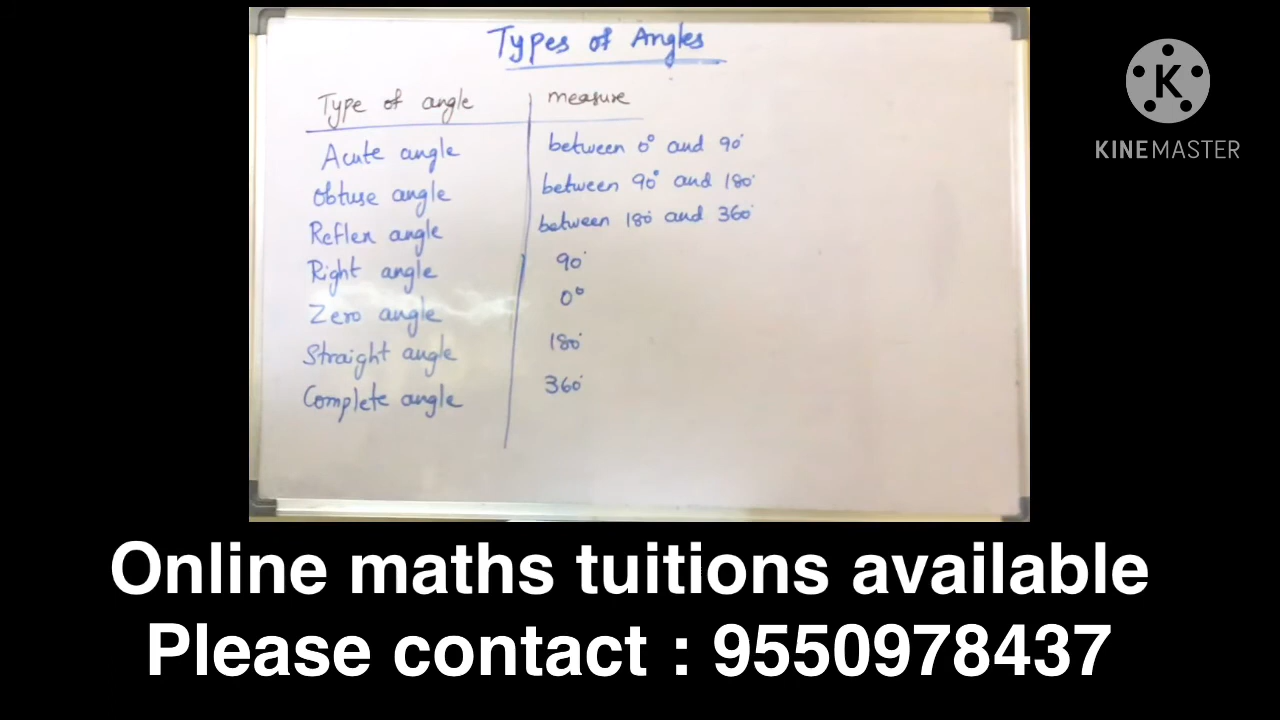 Types of Angles
Type of angle measure
Acute angle between 0° and 90°
Obtuse angle between 90° and 180°
Reflex angle between 180° and 360°
Right angle 90°
Zero angle 0°
Straight angle 180°
Complete angle 360°
K
KINEMASTER
Online maths tuitions available
Please contact : 9550978437